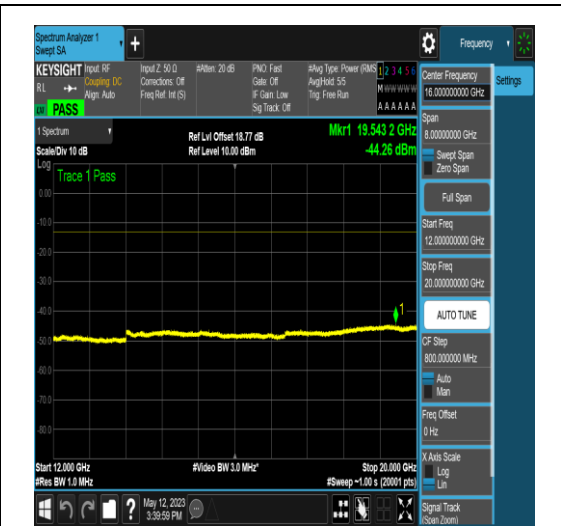 Spectrum Analyzer 1
Swept SA
+
Frequency
KEYSIGHT
RL
PASS
Input: RF
Coupling: DC
Align: Auto
Input Z: 50 Ω
Corrections: Off
Freq Ref: Int (S)
#Atten: 20 dB
PNO: Fast
Gate: Off
IF Gain: Low
Sig Track: Off
#Avg Type: Power (RMS
Avg|Hold: 5/5
Trig: Free Run
1 2 3 4 5 6
M W W W W W
A A A A A A
1 Spectrum
Scale/Div 10 dB
Log
Ref Lvl Offset 18.77 dB
Ref Level 10.00 dBm
Mkr1 19.543 2 GHz
-44.26 dBm
Trace 1 Pass
0.00
-10.0
-20.0
-30.0
-40.0
-50.0
-60.0
-70.0
-80.0
1
Start 12.000 GHz
#Res BW 1.0 MHz
#Video BW 3.0 MHz*
Stop 20.000 GHz
#Sweep ~1.00 s (20001 pts)
?
May 12, 2023
3:39:59 PM
Center Frequency
16.000000000 GHz
Settings
Span
8.00000000 GHz
Swept Span
Zero Span
Full Span
Start Freq
12.000000000 GHz
Stop Freq
20.000000000 GHz
AUTO TUNE
CF Step
800.000000 MHz
Auto
Man
Freq Offset
0 Hz
X Axis Scale
Log
Lin
Signal Track
(Span Zoom)